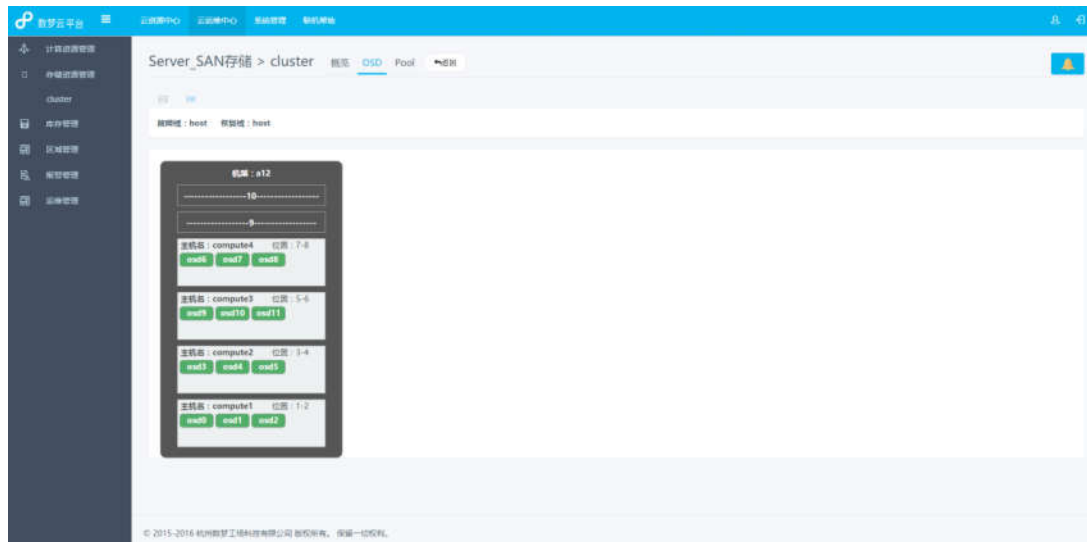 数梦云平台
云资源中心 云运维中心 系统管理 联机帮助
计算资源管理
存储资源管理
cluster
库存管理
区域管理
报警管理
运维管理
Server_SAN存储 > cluster 概览 OSD Pool 返回
故障域：host 恢复域：host
机架：a12
------------------10------------------
------------------9------------------
主机名：compute4 位置：7-8
osd6 osd7 osd8
主机名：compute3 位置：5-6
osd9 osd10 osd11
主机名：compute2 位置：3-4
osd3 osd4 osd5
主机名：compute1 位置：1-2
osd0 osd1 osd2
© 2015-2016 杭州数梦工场科技有限公司 版权所有。 保留一切权利。